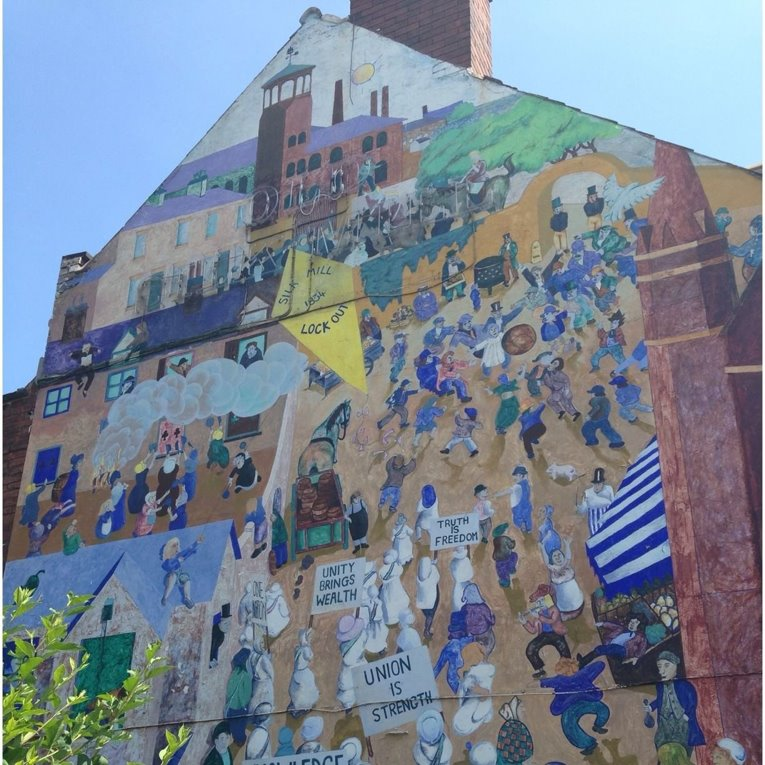 SILK MILL
1834
LOCK OUT
TRUTH
IS
FREEDOM
UNITY
BRINGS
WEALTH
UNION
IS
STRENGTH